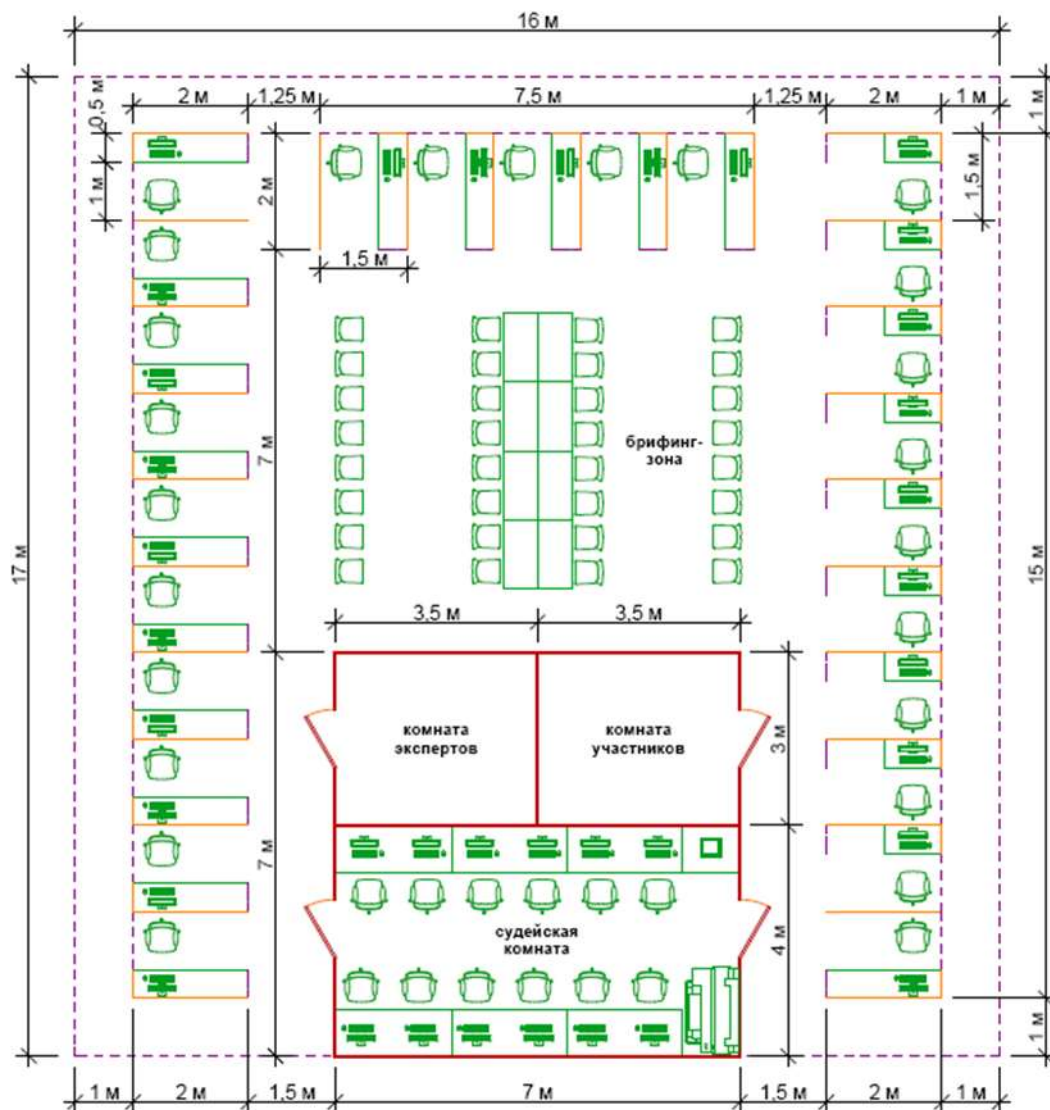 16 м
2 м
1,25 м
7,5 м
1,25 м
2 м
1 м
1 м
0,5 м
1 м
2 м
1,5 м
1,5 м
брифинг-
зона
7 м
17 м
15 м
3,5 м
3,5 м
комната
экспертов
комната
участников
3 м
7 м
судейская
комната
4 м
1 м
1 м
2 м
1,5 м
7 м
1,5 м
2 м
1 м